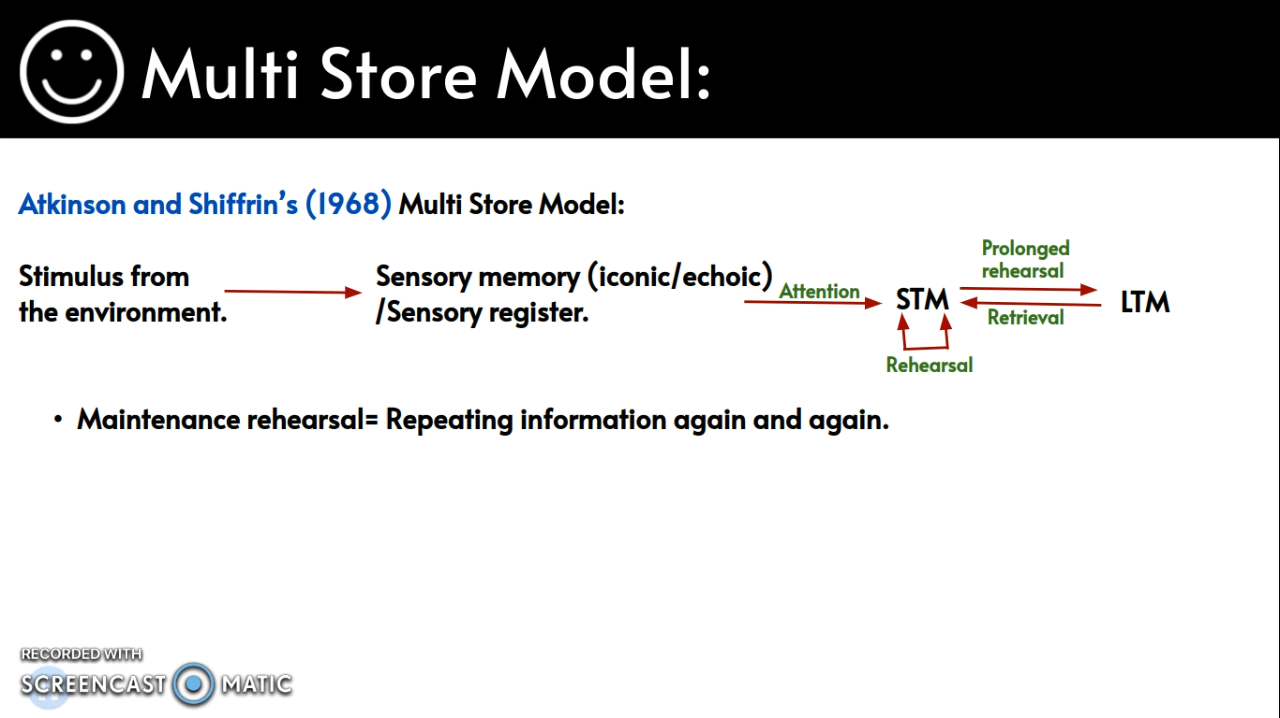 Multi Store Model:
Atkinson and Shiffrin's (1968) Multi Store Model:
Stimulus from
the environment.
Sensory memory (iconic/echoic)
/Sensory register.
Attention
STM
Prolonged
rehearsal
Retrieval
LTM
Rehearsal
• Maintenance rehearsal= Repeating information again and again.
RECORDED WITH
SCREENCAST MATIC